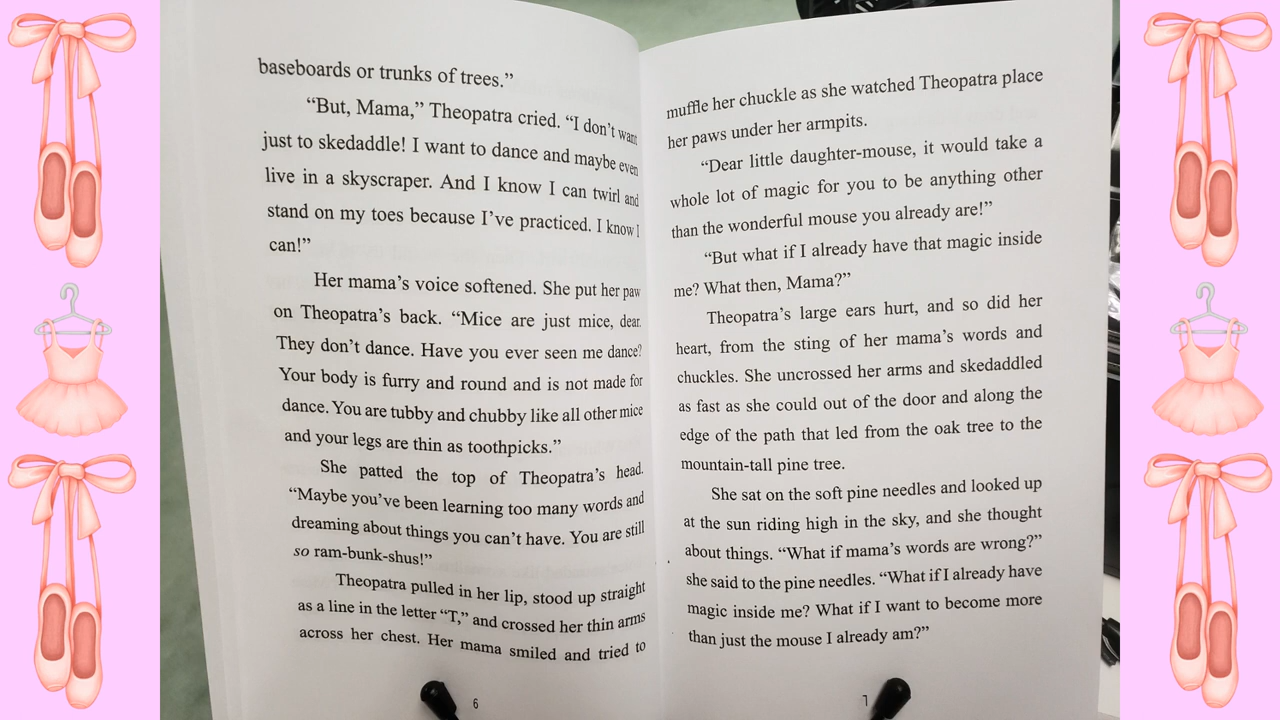 baseboards or trunks of trees.”
“But, Mama,” Theopatra cried. “I don’t want
just to skedaddle! I want to dance and maybe even
live in a skyscraper. And I know I can twirl and
stand on my toes because I’ve practiced. I know I
can!”
Her mama’s voice softened. She put her paw
on Theopatra’s back. “Mice are just mice, dear.
They don’t dance. Have you ever seen me dance?
Your body is furry and round and is not made for
dance. You are tubby and chubby like all other mice
and your legs are thin as toothpicks.”
She patted the top of Theopatra’s head.
“Maybe you’ve been learning too many words and
dreaming about things you can’t have. You are still
so ram-bunk-shus!”
Theopatra pulled in her lip, stood up straight
as a line in the letter “T,” and crossed her thin arms
across her chest. Her mama smiled and tried to
6
muffle her chuckle as she watched Theopatra place
her paws under her armpits.
“Dear little daughter-mouse, it would take a
whole lot of magic for you to be anything other
than the wonderful mouse you already are!”
“But what if I already have that magic inside
me? What then, Mama?”
Theopatra’s large ears hurt, and so did her
heart, from the sting of her mama’s words and
chuckles. She uncrossed her arms and skedaddled
as fast as she could out of the door and along the
edge of the path that led from the oak tree to the
mountain-tall pine tree.
She sat on the soft pine needles and looked up
at the sun riding high in the sky, and she thought
about things. “What if mama’s words are wrong?”
she said to the pine needles. “What if I already have
magic inside me? What if I want to become more
than just the mouse I already am?”
7